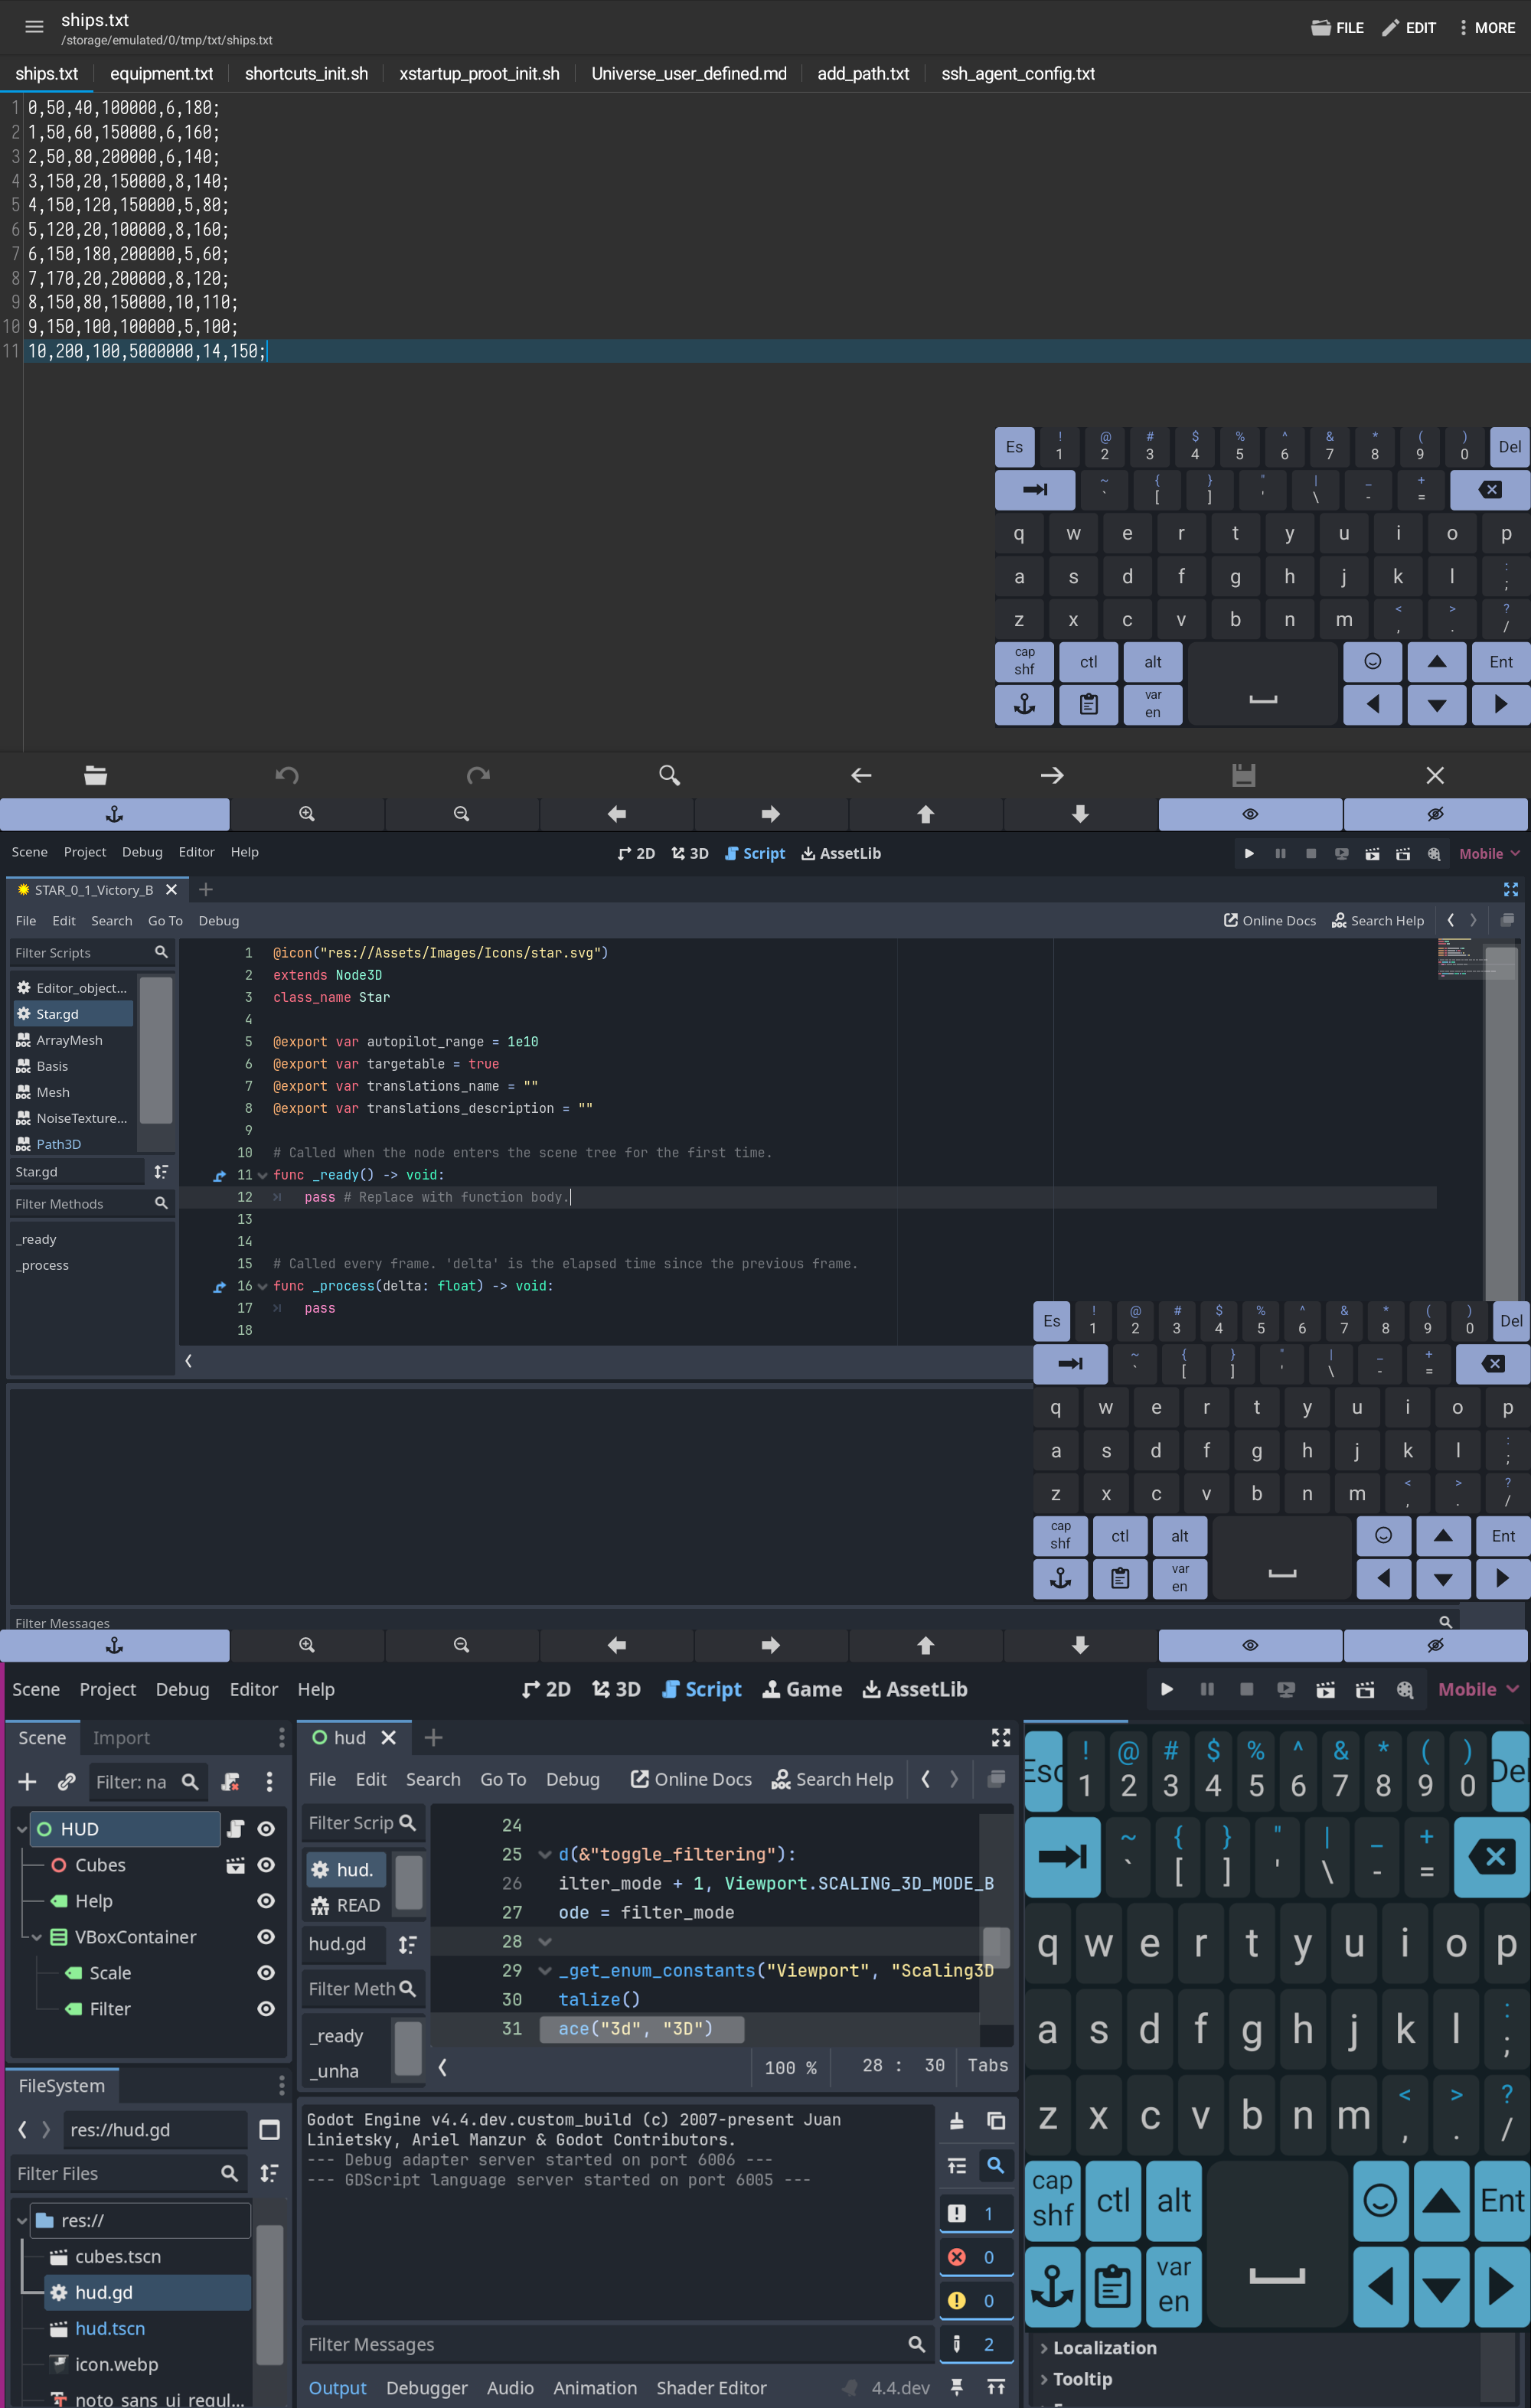 ships.txt
/storage/emulated/0/tmp/txt/ships.txt
FILE EDIT MORE
ships.txt equipment.txt shortcuts_init.sh xstartup_proot_init.sh Universe_user_defined.md add_path.txt ssh_agent_config.txt
1 0,50,40,100000,6,180;
2 1,50,60,150000,6,160;
3 2,50,80,200000,6,140;
4 3,150,20,150000,8,140;
5 4,150,120,150000,5,80;
6 5,120,20,100000,8,160;
7 6,150,180,200000,5,60;
8 7,170,20,200000,8,120;
9 8,150,80,150000,10,110;
10 9,150,100,100000,5,100;
11 10,200,100,5000000,14,150;
Es ! 1 @ 2 # 3 $ 4 % 5 ^ 6 & 7 * 8 ( 9 ) 0 Del
~ ` { [ } ] " ' | \ _ - + =
q w e r t y u i o p
a s d f g h j k l : ;
z x c v b n m < , > . ? /
cap shf ctl alt Ent
var en
Scene Project Debug Editor Help 2D 3D Script AssetLib Mobile
STAR_0_1_Victory_B
File Edit Search Go To Debug Online Docs Search Help
Filter Scripts
Editor_object...
Star.gd
ArrayMesh
Basis
Mesh
NoiseTexture...
Path3D
Star.gd
Filter Methods
_ready
_process
1 @icon("res://Assets/Images/Icons/star.svg")
2 extends Node3D
3 class_name Star
4
5 @export var autopilot_range = 1e10
6 @export var targetable = true
7 @export var translations_name = ""
8 @export var translations_description = ""
9
10 # Called when the node enters the scene tree for the first time.
11 func _ready() -> void:
12 pass # Replace with function body.
13
14
15 # Called every frame. 'delta' is the elapsed time since the previous frame.
16 func _process(delta: float) -> void:
17 pass
18
Es ! 1 @ 2 # 3 $ 4 % 5 ^ 6 & 7 * 8 ( 9 ) 0 Del
~ ` { [ } ] " ' | \ _ - + =
q w e r t y u i o p
a s d f g h j k l : ;
z x c v b n m < , > . ? /
cap shf ctl alt Ent
var en
Filter Messages
Scene Project Debug Editor Help 2D 3D Script Game AssetLib Mobile
Scene Import
Filter: na
HUD
Cubes
Help
VBoxContainer
Scale
Filter
FileSystem
res://hud.gd
Filter Files
res://
cubes.tscn
hud.gd
hud.tscn
icon.webp
noto_sans_ui_regul...
hud
File Edit Search Go To Debug Online Docs Search Help
Filter Scrip
hud.
READ
hud.gd
Filter Meth
_ready
_unha
24
25 d(&"toggle_filtering"):
26 ilter_mode + 1, Viewport.SCALING_3D_MODE_B
27 ode = filter_mode
28
29 _get_enum_constants("Viewport", "Scaling3D
30 talize()
31 ace("3d", "3D")
100 % 28 : 30 Tabs
Godot Engine v4.4.dev.custom_build (c) 2007-present Juan
Linietsky, Ariel Manzur & Godot Contributors.
--- Debug adapter server started on port 6006 ---
--- GDScript language server started on port 6005 ---
1
0
0
2
Filter Messages
Output Debugger Audio Animation Shader Editor 4.4.dev
Esc ! 1 @ 2 # 3 $ 4 % 5 ^ 6 & 7 * 8 ( 9 ) 0 Del
~ ` { [ } ] " ' | \ _ - + =
q w e r t y u i o p
a s d f g h j k l : ;
z x c v b n m < , > . ? /
cap shf ctl alt Ent
var en
Localization
Tooltip